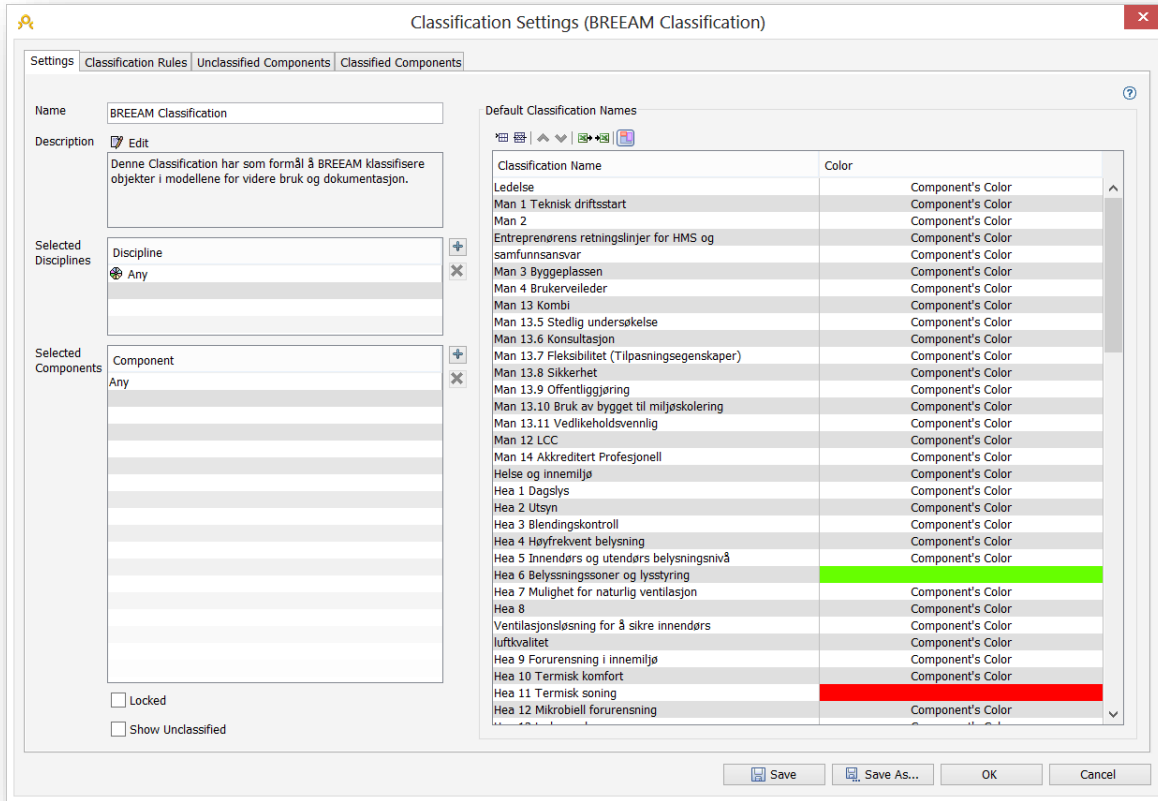 Classification Settings (BREEAM Classification)
Settings
Classification Rules
Unclassified Components
Classified Components
Name
BREEAM Classification
Description
Edit
Denne Classification har som formål å BREEAM klassifisere
objekter i modellene for videre bruk og dokumentasjon.
Selected
Disciplines
Discipline
Any
Selected
Components
Component
Any
Locked
Show Unclassified
Default Classification Names
Classification Name Color
Ledelse Component's Color
Man 1 Teknisk driftsstart Component's Color
Man 2 Component's Color
Entreprenørens retningslinjer for HMS og Component's Color
samfunnsansvar Component's Color
Man 3 Byggeplassen Component's Color
Man 4 Brukerveileder Component's Color
Man 13 Kombi Component's Color
Man 13.5 Stedlig undersøkelse Component's Color
Man 13.6 Konsultasjon Component's Color
Man 13.7 Fleksibilitet (Tilpasningsegenskaper) Component's Color
Man 13.8 Sikkerhet Component's Color
Man 13.9 Offentliggjøring Component's Color
Man 13.10 Bruk av bygget til miljøskolering Component's Color
Man 13.11 Vedlikeholdsvennlig Component's Color
Man 12 LCC Component's Color
Man 14 Akkreditert Profesjonell Component's Color
Helse og innemiljø Component's Color
Hea 1 Dagslys Component's Color
Hea 2 Utsyn Component's Color
Hea 3 Blendingskontroll Component's Color
Hea 4 Høyfrekvent belysning Component's Color
Hea 5 Innendørs og utendørs belysningsnivå Component's Color
Hea 6 Belyssningssoner og lysstyring
Hea 7 Mulighet for naturlig ventilasjon Component's Color
Hea 8 Component's Color
Ventilasjonsløsning for å sikre innendørs Component's Color
luftkvalitet Component's Color
Hea 9 Forurensning i innemiljø Component's Color
Hea 10 Termisk komfort Component's Color
Hea 11 Termisk soning
Hea 12 Mikrobiell forurensning Component's Color
Save
Save As...
OK
Cancel